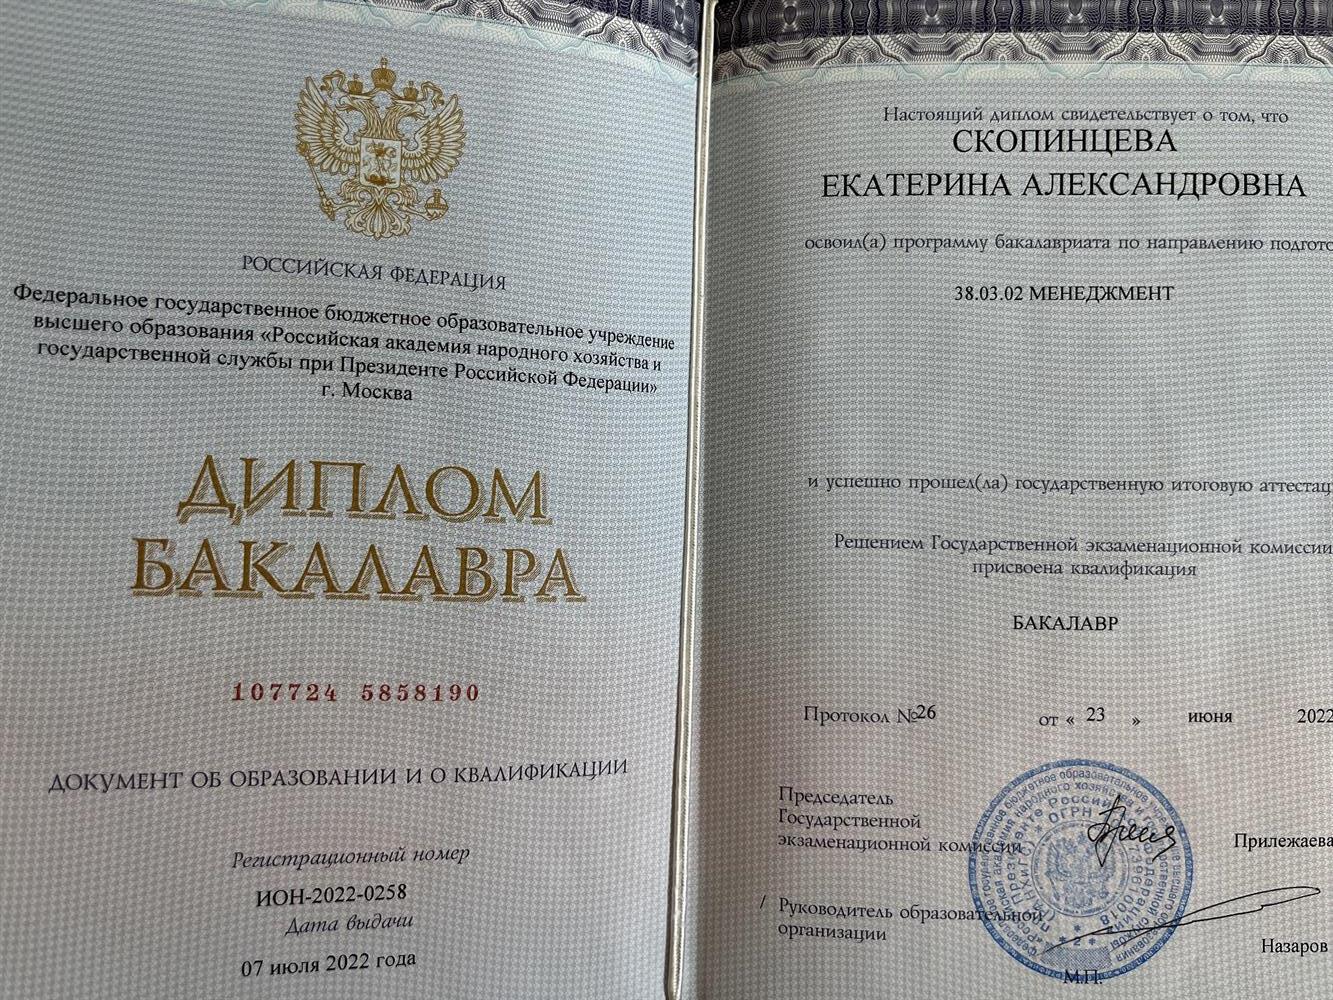 РОССИЙСКАЯ ФЕДЕРАЦИЯ
Федеральное государственное бюджетное образовательное учреждение
высшего образования «Российская академия народного хозяйства и
государственной службы при Президенте Российской Федерации»
г. Москва
ДИПЛОМ
БАКАЛАВРА
107724 5858190
ДОКУМЕНТ ОБ ОБРАЗОВАНИИ И О КВАЛИФИКАЦИИ
Регистрационный номер
ИОН-2022-0258
Дата выдачи
07 июля 2022 года
Настоящий диплом свидетельствует о том, что
СКОПИНЦЕВА
ЕКАТЕРИНА АЛЕКСАНДРОВНА
освоил(а) программу бакалавриата по направлению подгото
38.03.02 МЕНЕДЖМЕНТ
и успешно прошел(ла) государственную итоговую аттестац
Решением Государственной экзаменационной комиссии
присвоена квалификация
БАКАЛАВР
Протокол №26 от « 23 » июня 2022
Председатель
Государственной
экзаменационной комиссии Прилежаева
/ Руководитель образовательной
организации Назаров
М.П.